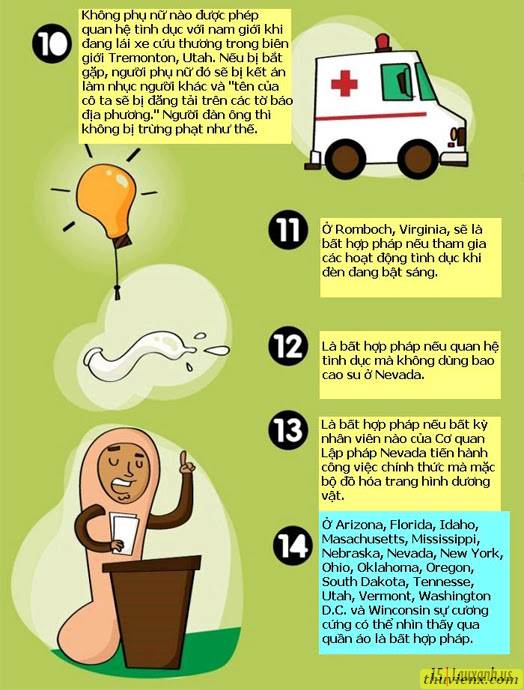 10
Không phụ nữ nào được phép
quan hệ tình dục với nam giới khi
đang lái xe cứu thương trong biên
giới Tremonton, Utah. Nếu bị bắt
gặp, người phụ nữ đó sẽ bị kết án
làm nhục người khác và "tên của
cô ta sẽ bị đăng tải trên các tờ báo
địa phương." Người đàn ông thì
không bị trừng phạt như thế.
11
Ở Romboch, Virginia, sẽ là
bất hợp pháp nếu tham gia
các hoạt động tình dục khi
đèn đang bật sáng.
12
Là bất hợp pháp nếu quan hệ
tình dục mà không dùng bao
cao su ở Nevada.
13
Là bất hợp pháp nếu bất kỳ
nhân viên nào của Cơ quan
Lập pháp Nevada tiến hành
công việc chính thức mà mặc
bộ đồ hóa trang hình dương
vật.
14
Ở Arizona, Florida, Idaho,
Masachusetts, Mississippi,
Nebraska, Nevada, New York,
Ohio, Oklahoma, Oregon,
South Dakota, Tennesse,
Utah, Vermont, Washington
D.C. và Winconsin sự cương
cứng có thể nhìn thấy qua
quần áo là bất hợp pháp.
15 | Lauxanh.us
thuvienx.com